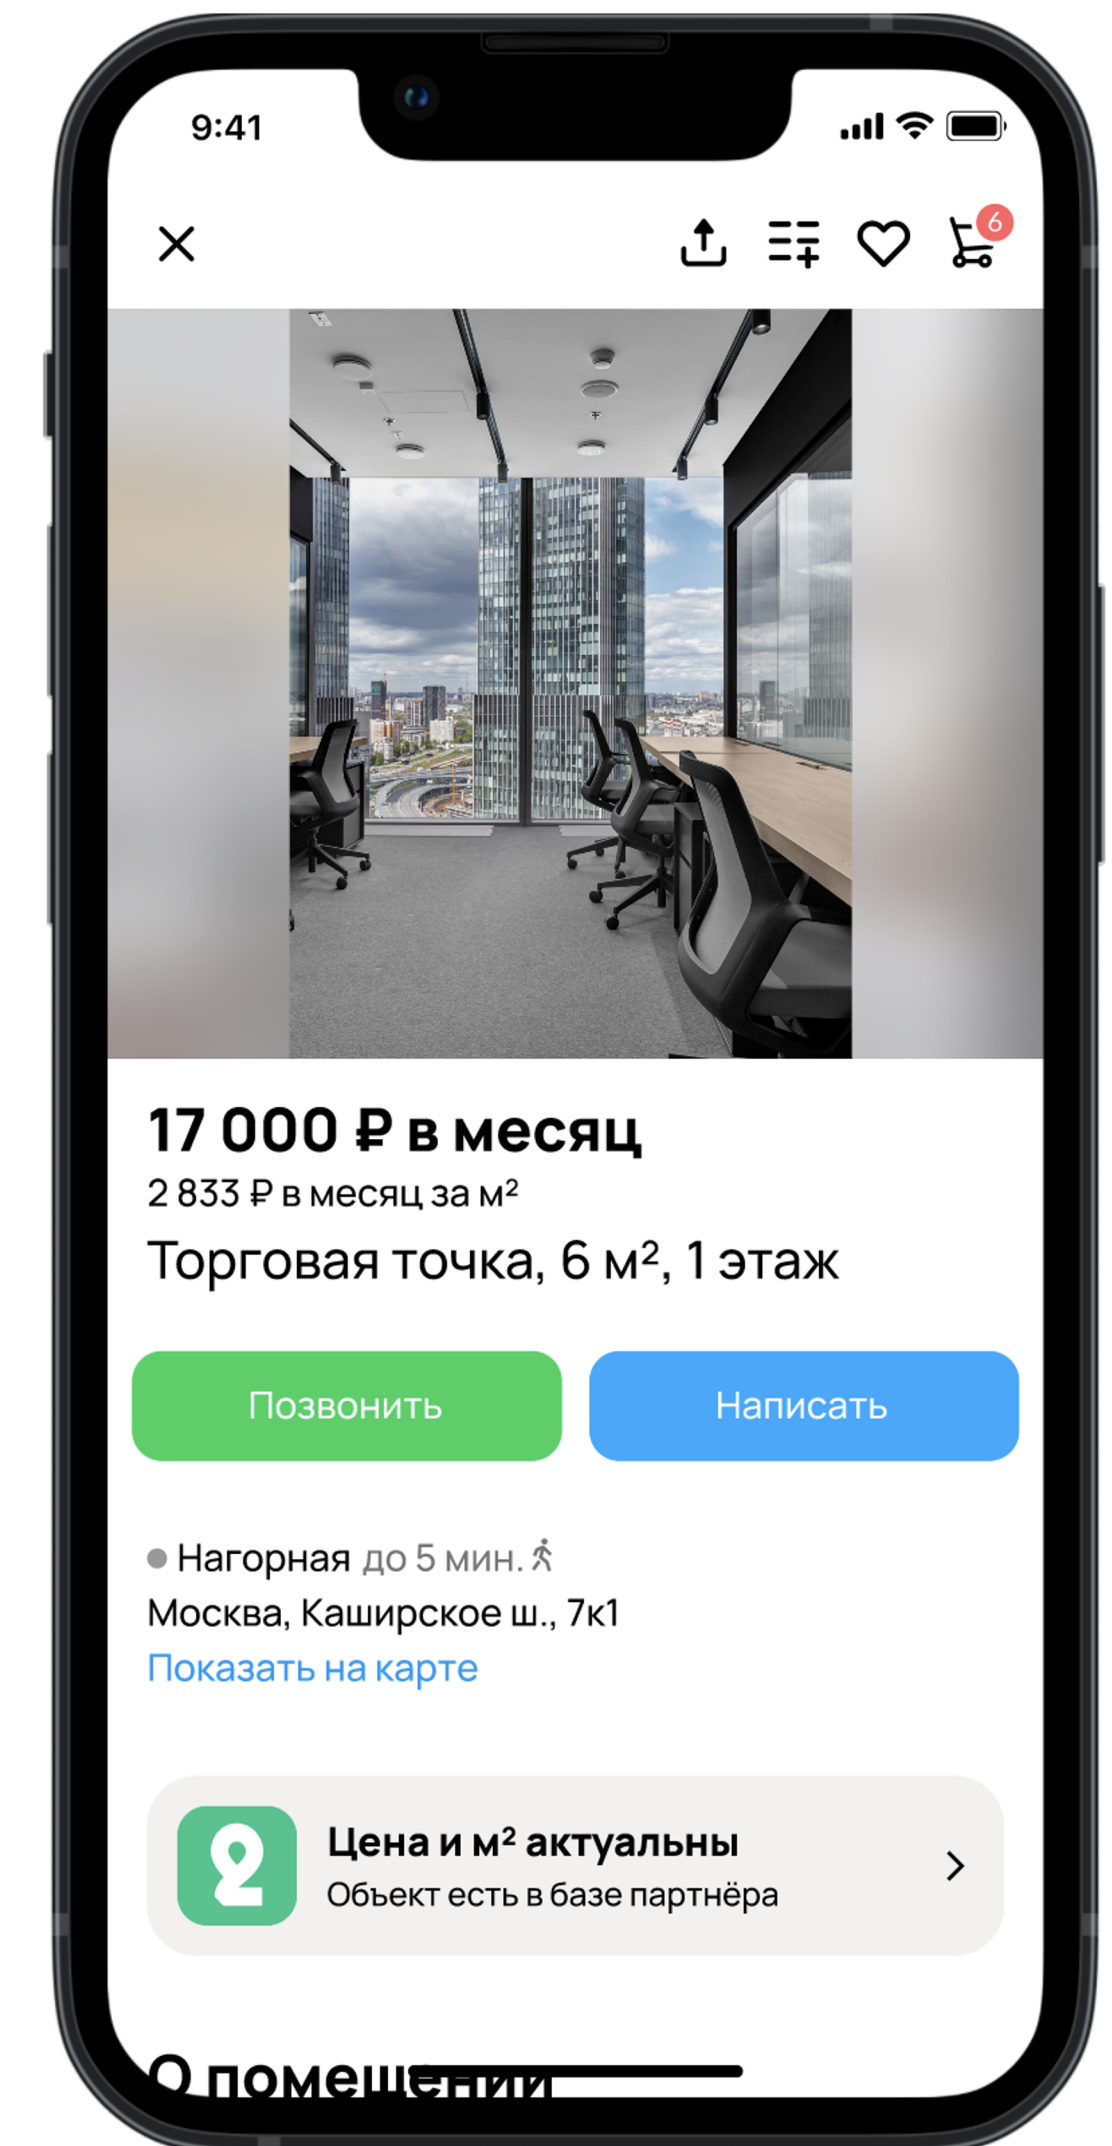 9:41
6
17 000 ₽ в месяц
2 833 ₽ в месяц за м²
Торговая точка, 6 м², 1 этаж
Позвонить
Написать
Нагорная до 5 мин.
Москва, Каширское ш., 7к1
Показать на карте
2
Цена и м² актуальны
Объект есть в базе партнёра
О помещении